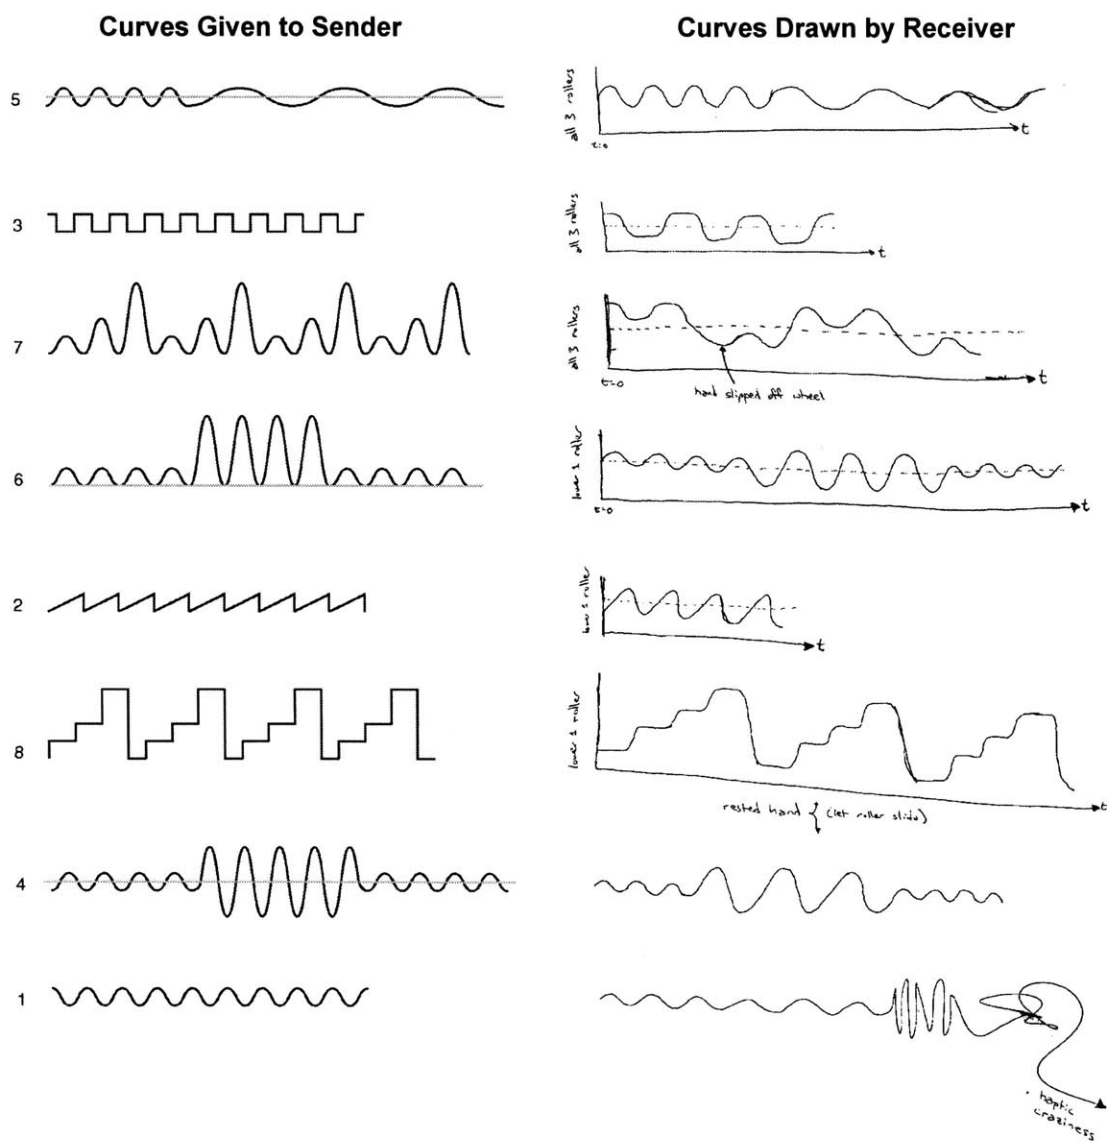 Curves Given to Sender
Curves Drawn by Receiver
5
all 3 rollers
t=0
t
3
all 3 rollers
t
7
all 3 rollers
t=0
t
hand slipped off wheel
6
lower 1 roller
t=0
t
2
lower 1 roller
t
8
lower 1 roller
t
rested hand { (let roller slide)
4
1
haptic
craziness